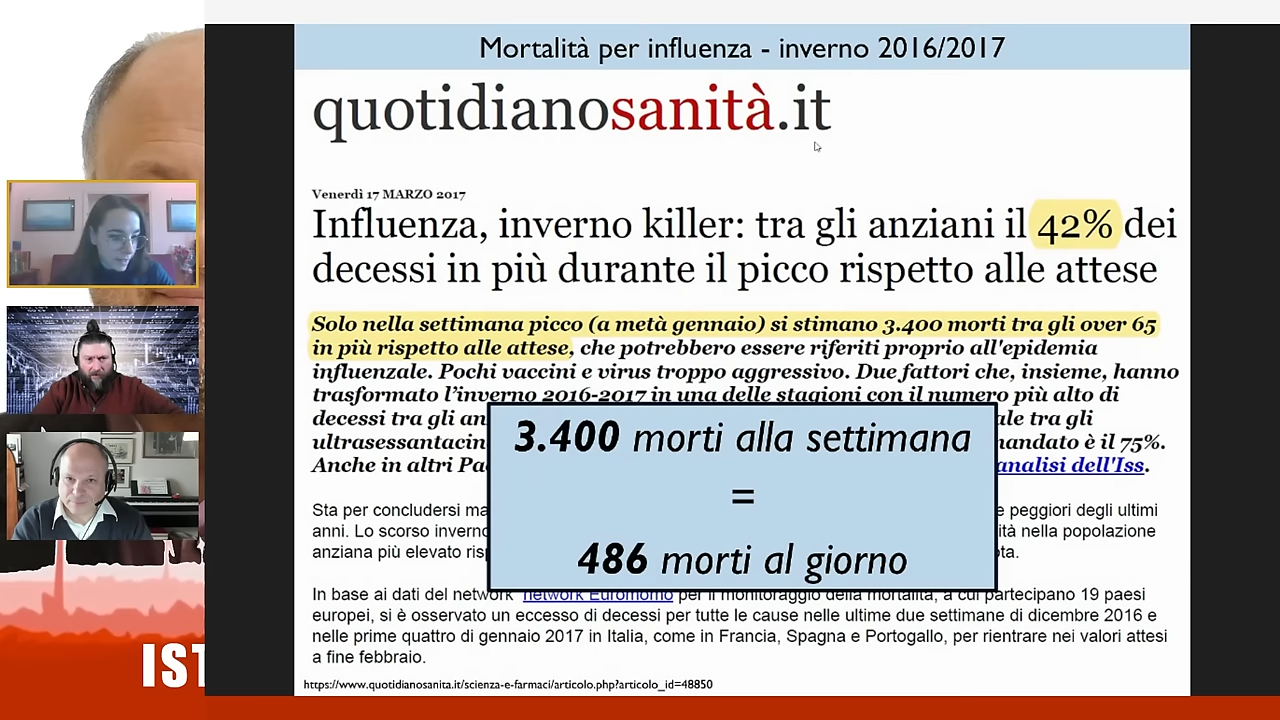 Mortalità per influenza - inverno 2016/2017
quotidianosanità.it
Venerdì 17 MARZO 2017
Influenza, inverno killer: tra gli anziani il 42% dei
decessi in più durante il picco rispetto alle attese
Solo nella settimana picco (a metà gennaio) si stimano 3.400 morti tra gli over 65
in più rispetto alle attese, che potrebbero essere riferiti proprio all'epidemia
influenzale. Pochi vaccini e virus troppo aggressivo. Due fattori che, insieme, hanno
trasformato l'inverno 2016-2017 in una delle stagioni con il numero più alto di
decessi tra gli tra gli
è il 75%.
Anche in altri analisi dell'Iss.
3.400 morti alla settimana
=
486 morti al giorno
Sta per concludersi peggiori degli ultimi
anni. Lo scorso nella popolazione
anziana più elevato
In base ai dati del network network Euromomo per il monitoraggio della mortalità, a cui partecipano 19 paesi
europei, si è osservato un eccesso di decessi per tutte le cause nelle ultime due settimane di dicembre 2016 e
nelle prime quattro di gennaio 2017 in Italia, come in Francia, Spagna e Portogallo, per rientrare nei valori attesi
a fine febbraio.
https://www.quotidianosanita.it/scienza-e-farmaci/articolo.php?articolo_id=48850
IST